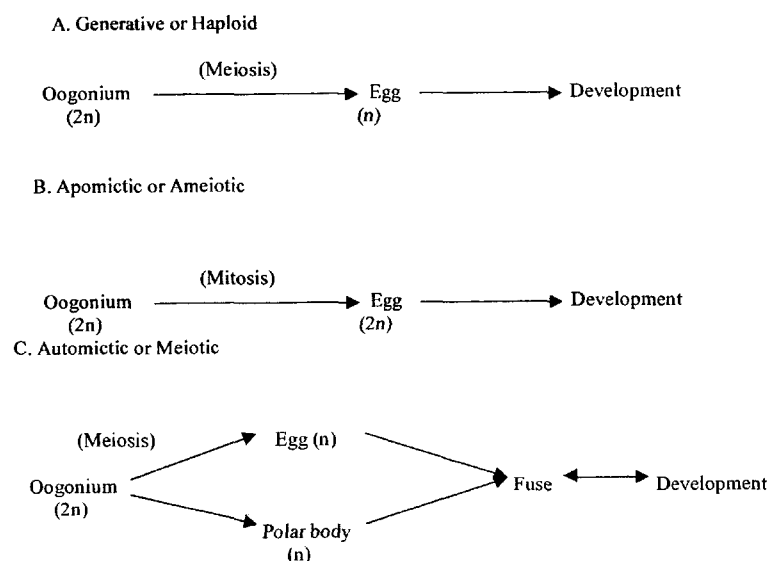 A. Generative or Haploid
(Meiosis)
Oogonium Egg Development
(2n) (n)
B. Apomictic or Ameiotic
(Mitosis)
Oogonium Egg Development
(2n) (2n)
C. Automictic or Meiotic
(Meiosis) Egg (n)
Oogonium Fuse Development
(2n)
Polar body
(n)